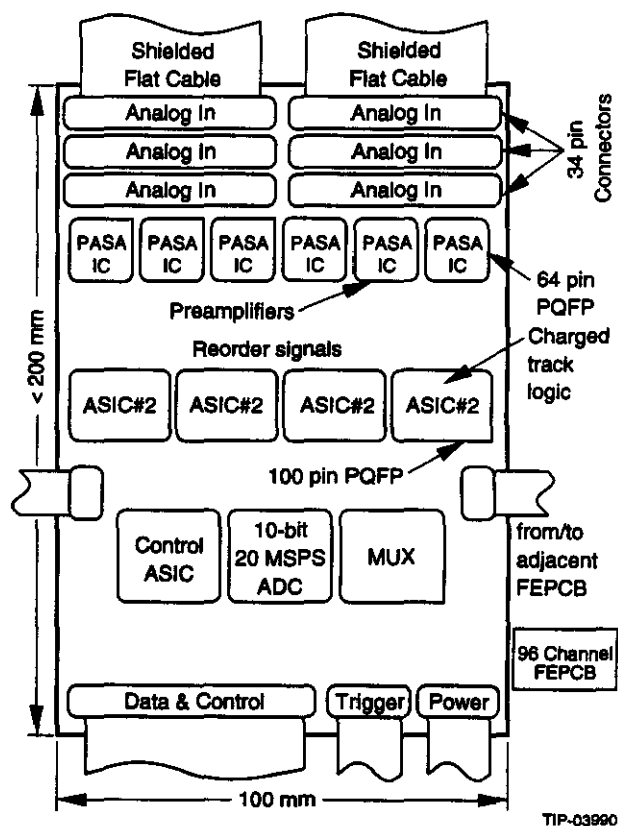 Shielded
Flat Cable
Shielded
Flat Cable
Analog In
Analog In
Analog In
Analog In
Analog In
Analog In
34 pin
Connectors
PASA
IC
PASA
IC
PASA
IC
PASA
IC
PASA
IC
PASA
IC
64 pin
PQFP
Preamplifiers
Reorder signals
Charged
track
logic
< 200 mm
ASIC#2
ASIC#2
ASIC#2
ASIC#2
100 pin PQFP
Control
ASIC
10-bit
20 MSPS
ADC
MUX
from/to
adjacent
FEPCB
96 Channel
FEPCB
Data & Control
Trigger
Power
100 mm
TIP-03990